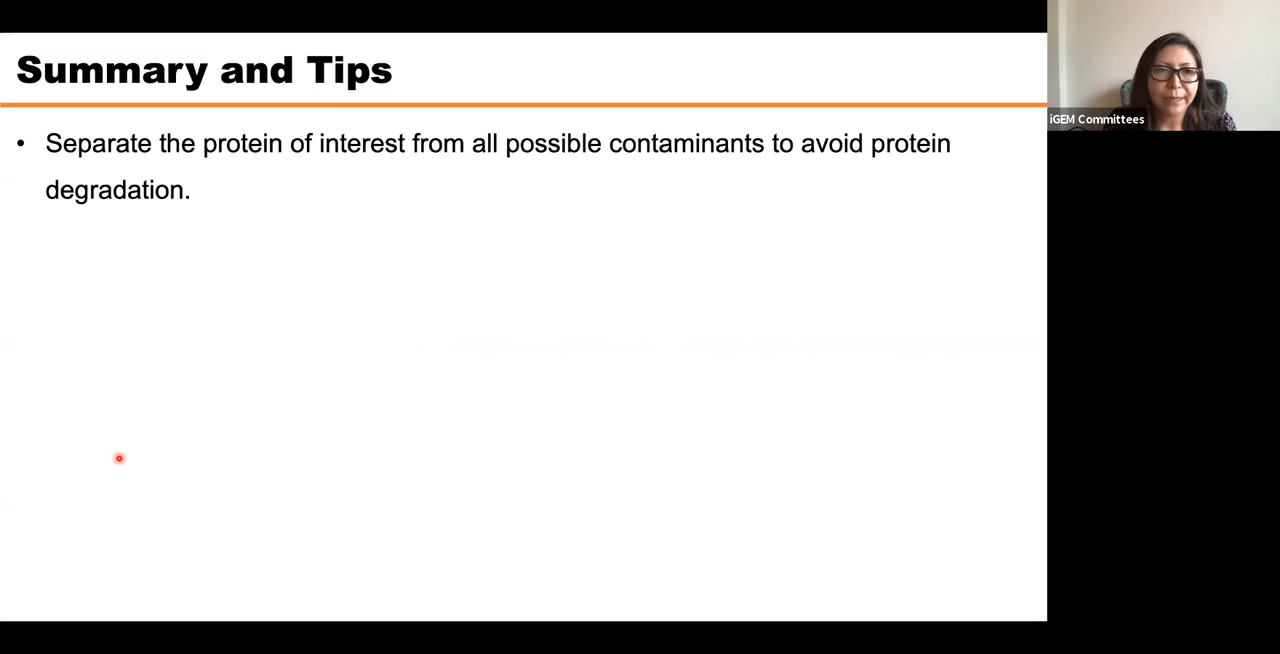 Summary and Tips
• Separate the protein of interest from all possible contaminants to avoid protein
degradation.
iGEM Committees